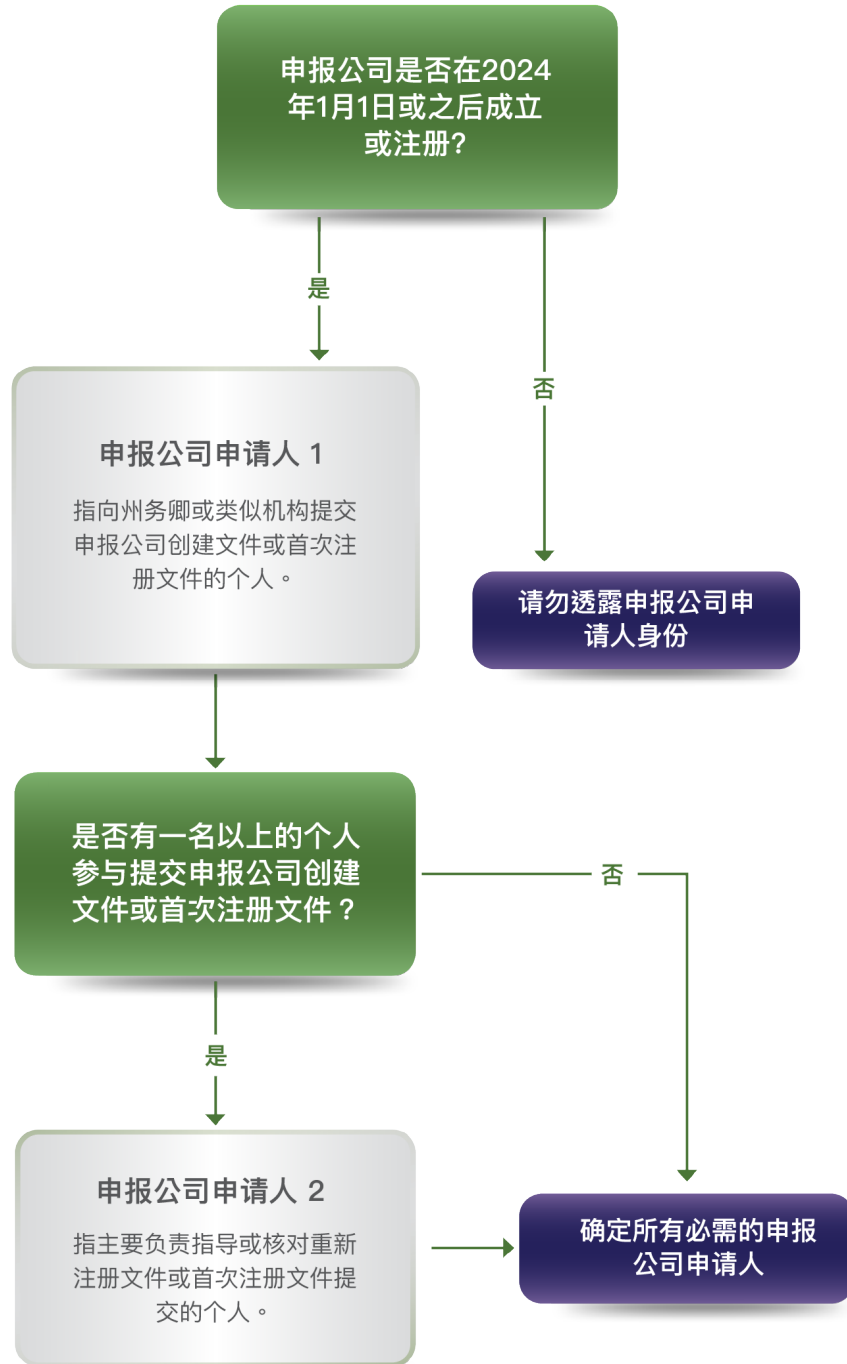 申报公司是否在2024
年1月1日或之后成立
或注册?
是
否
申报公司申请人 1
指向州务卿或类似机构提交
申报公司创建文件或首次注
册文件的个人。
请勿透露申报公司申
请人身份
是否有一名以上的个人
参与提交申报公司创建
文件或首次注册文件？
否
是
申报公司申请人 2
指主要负责指导或核对重新
注册文件或首次注册文件提
交的个人。
确定所有必需的申报
公司申请人